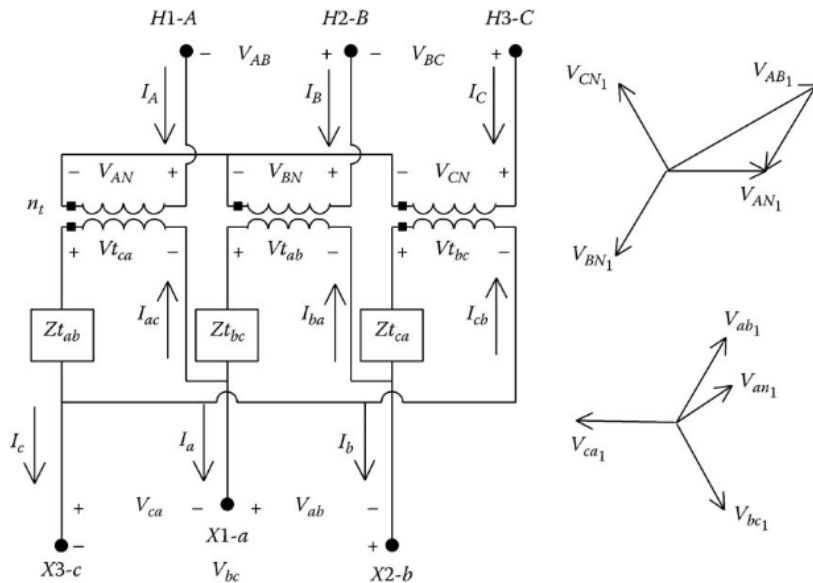 H1-A H2-B H3-C
− V_AB + − V_BC +
I_A I_B I_C
V_CN1 V_AB1
− V_AN + − V_BN + − V_CN +
n_t
V_AN1
+ Vt_ca − + Vt_ab − + Vt_bc −
V_BN1
Zt_ab I_ac Zt_bc I_ba Zt_ca I_cb
V_ab1
V_an1
I_c I_a I_b
V_ca1
+ V_ca − + V_ab −
V_bc1
X1-a
− +
X3-c V_bc X2-b